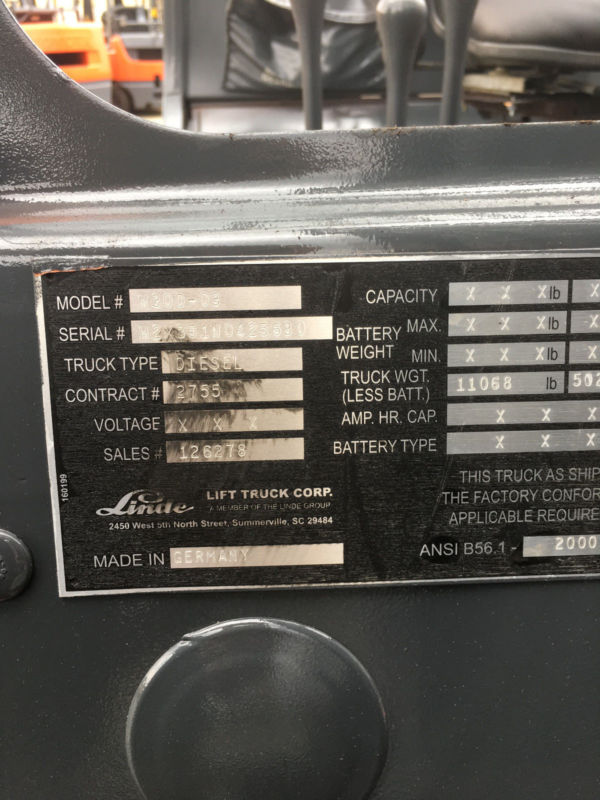 MODEL #
SERIAL #
TRUCK TYPE DIESEL
CONTRACT # 2755
VOLTAGE X X X
SALES # 126278
CAPACITY X X X lb X
BATTERY WEIGHT MAX. X X X lb X
MIN. X X X lb X
TRUCK WGT. (LESS BATT.) 11068 lb 502
AMP. HR. CAP. X X X
BATTERY TYPE X X X
160199
Linde LIFT TRUCK CORP.
A MEMBER OF THE LINDE GROUP
2450 West 5th North Street, Summerville, SC 29484
MADE IN GERMANY
THIS TRUCK AS SHIP
THE FACTORY CONFOR
APPLICABLE REQUIRE
ANSI B56.1 - 2000